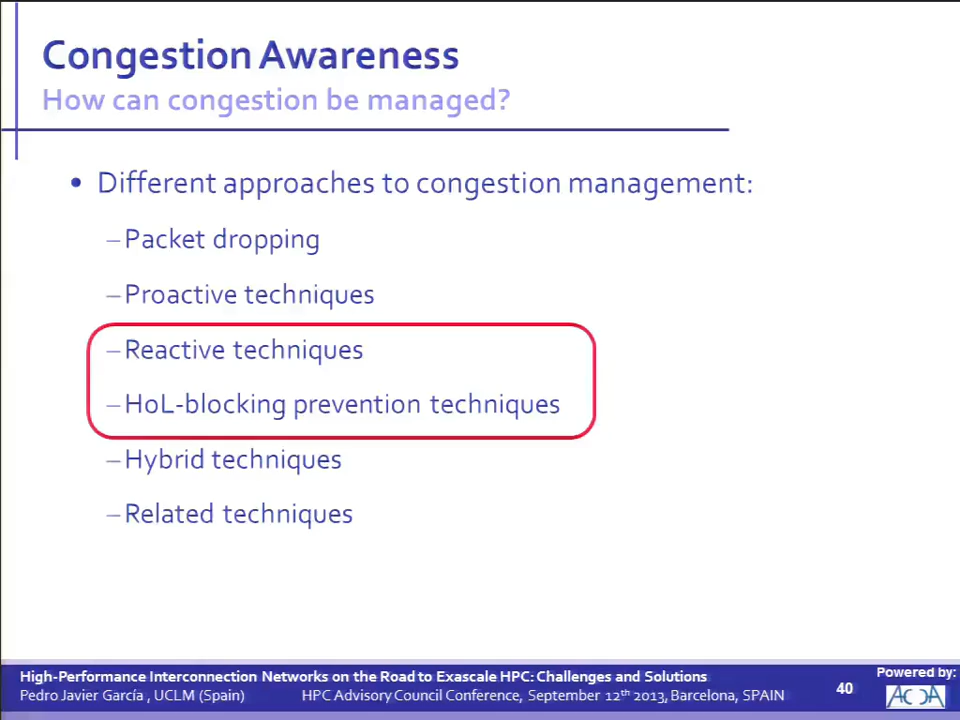 Congestion Awareness
How can congestion be managed?
• Different approaches to congestion management:
–Packet dropping
–Proactive techniques
–Reactive techniques
–HoL-blocking prevention techniques
–Hybrid techniques
–Related techniques
High-Performance Interconnection Networks on the Road to Exascale HPC: Challenges and Solutions
Pedro Javier García , UCLM (Spain) HPC Advisory Council Conference, September 12th 2013, Barcelona, SPAIN
40
Powered by: